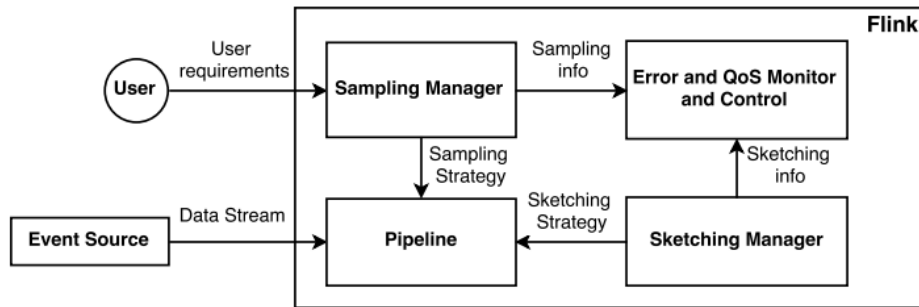 Flink
User
requirements
User
Sampling Manager
Sampling
info
Error and QoS Monitor
and Control
Sampling
Strategy
Sketching
info
Event Source
Data Stream
Pipeline
Sketching
Strategy
Sketching Manager